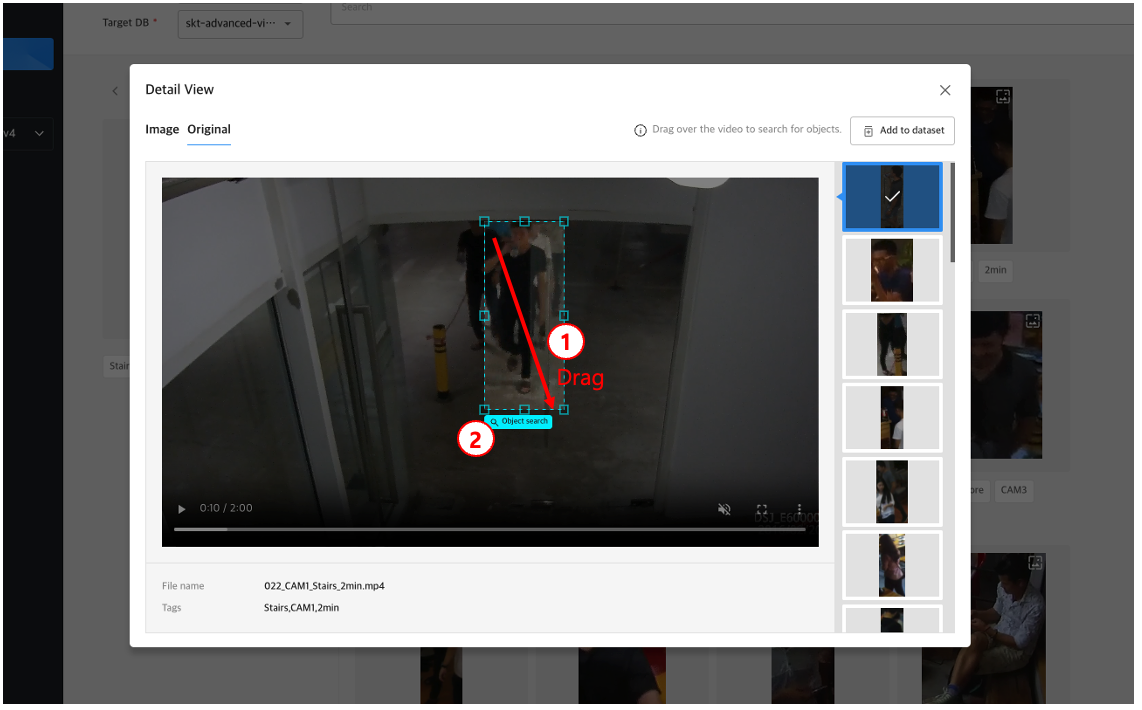 Search
Target DB *
skt-advanced-vi···
v4
Detail View
Image Original
Drag over the video to search for objects.
Add to dataset
1
Drag
Object search
2
0:10 / 2:00
File name 022_CAM1_Stairs_2min.mp4
Tags Stairs,CAM1,2min
Stair
2min
ore
CAM3